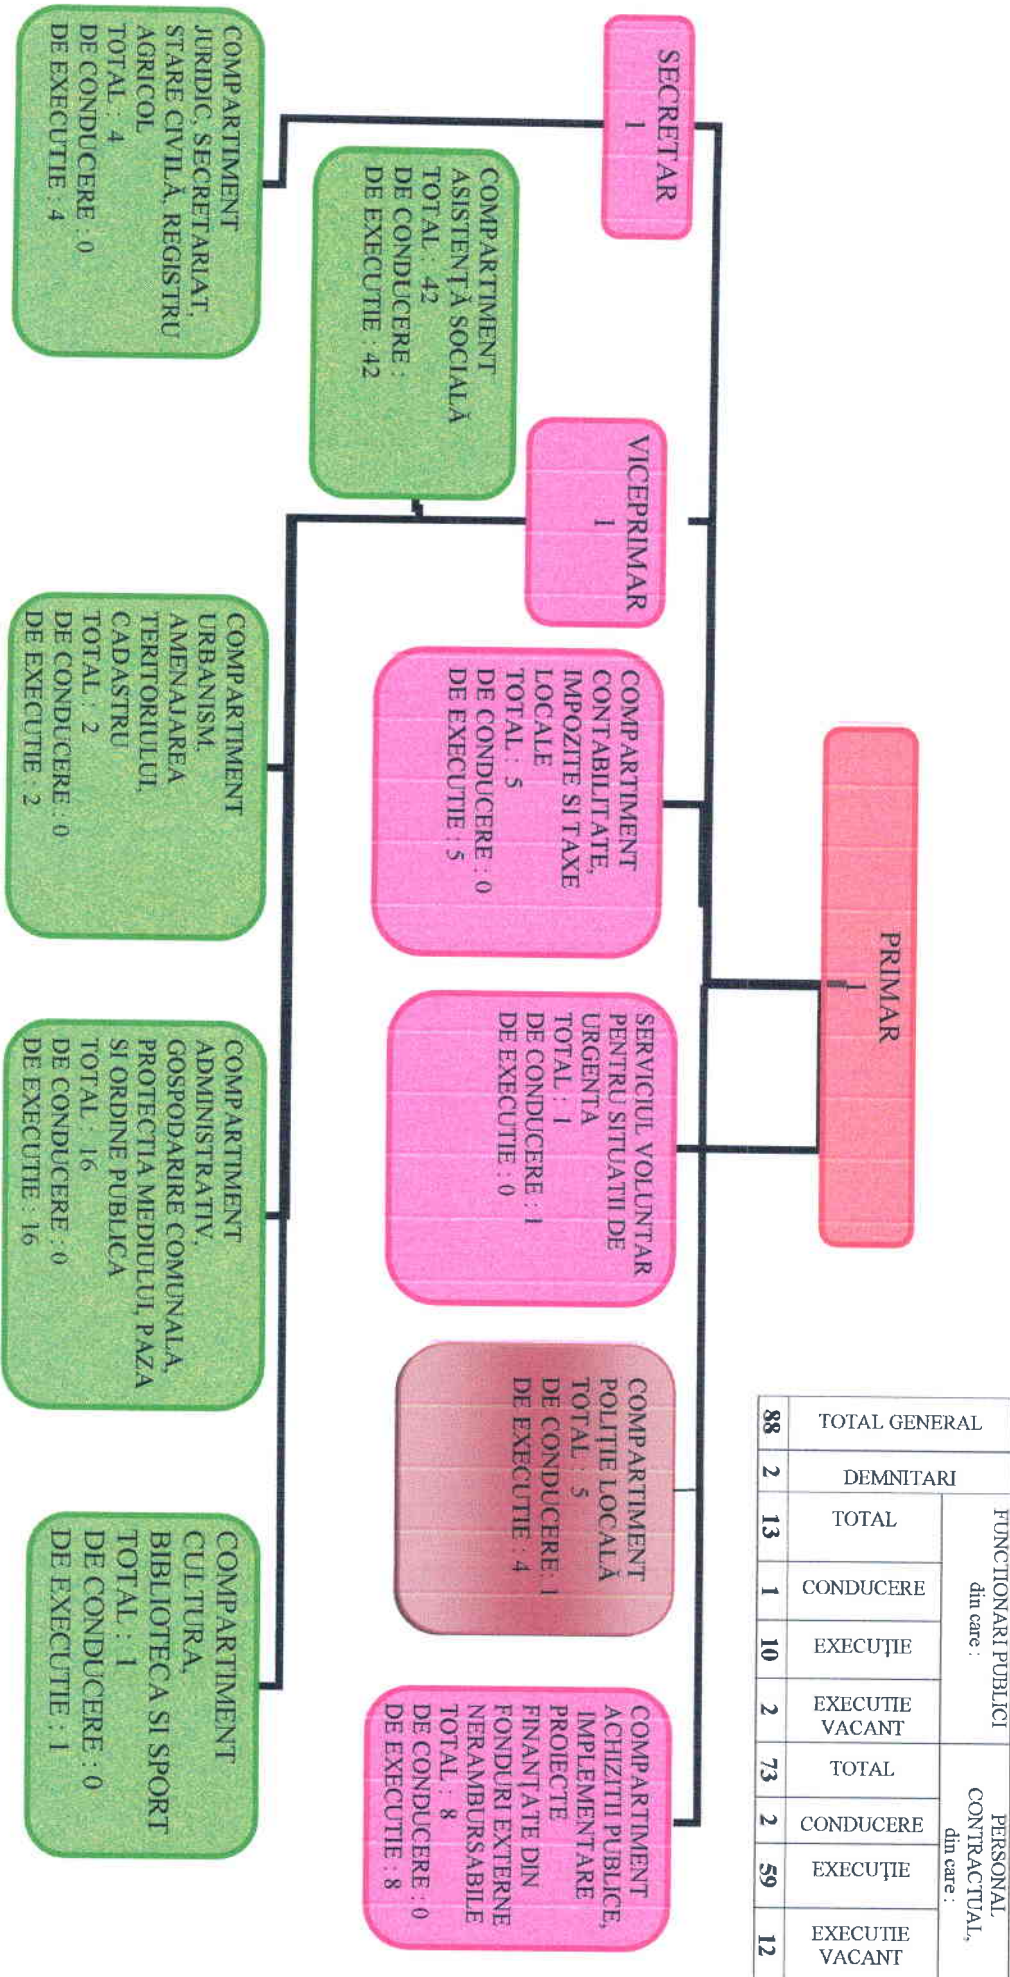 TOTAL GENERAL
DEMNITARI
FUNCTIONARI PUBLICI
din care :
PERSONAL
CONTRACTUAL,
din care :
TOTAL
CONDUCERE
EXECUŢIE
EXECUTIE
VACANT
TOTAL
CONDUCERE
EXECUŢIE
EXECUTIE
VACANT
88
2
13
1
10
2
73
2
59
12
PRIMAR
1
SECRETAR
1
VICEPRIMAR
1
COMPARTIMENT
CONTABILITATE,
IMPOZITE SI TAXE
LOCALE
TOTAL : 5
DE CONDUCERE : 0
DE EXECUTIE : 5
SERVICIUL VOLUNTAR
PENTRU SITUATII DE
URGENTA
TOTAL : 1
DE CONDUCERE : 1
DE EXECUTIE : 0
COMPARTIMENT
POLIŢIE LOCALĂ
TOTAL : 5
DE CONDUCERE: 1
DE EXECUTIE : 4
COMPARTIMENT
ACHIZITII PUBLICE,
IMPLEMENTARE
PROIECTE
FINANŢATE DIN
FONDURI EXTERNE
NERAMBURSABILE
TOTAL : 8
DE CONDUCERE : 0
DE EXECUTIE : 8
COMPARTIMENT
ASISTENŢĂ SOCIALĂ
TOTAL : 42
DE CONDUCERE :
DE EXECUTIE : 42
COMPARTIMENT
JURIDIC, SECRETARIAT,
STARE CIVILĂ, REGISTRU
AGRICOL
TOTAL : 4
DE CONDUCERE : 0
DE EXECUTIE : 4
COMPARTIMENT
URBANISM,
AMENAJAREA
TERITORIULUI,
CADASTRU
TOTAL : 2
DE CONDUCERE : 0
DE EXECUTIE : 2
COMPARTIMENT
ADMINISTRATIV,
GOSPODARIRE COMUNALA,
PROTECTIA MEDIULUI, PAZA
SI ORDINE PUBLICA
TOTAL : 16
DE CONDUCERE : 0
DE EXECUTIE : 16
COMPARTIMENT
CULTURA,
BIBLIOTECA SI SPORT
TOTAL : 1
DE CONDUCERE : 0
DE EXECUTIE : 1